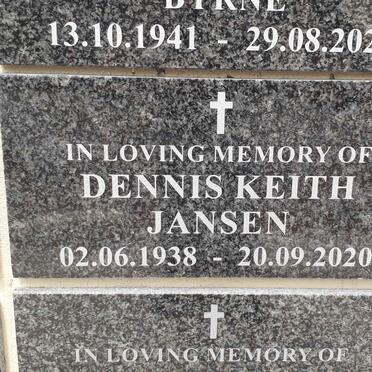 BYRNE
13.10.1941 - 29.08.202
IN LOVING MEMORY OF
DENNIS KEITH
JANSEN
02.06.1938 - 20.09.2020
IN LOVING MEMORY OF